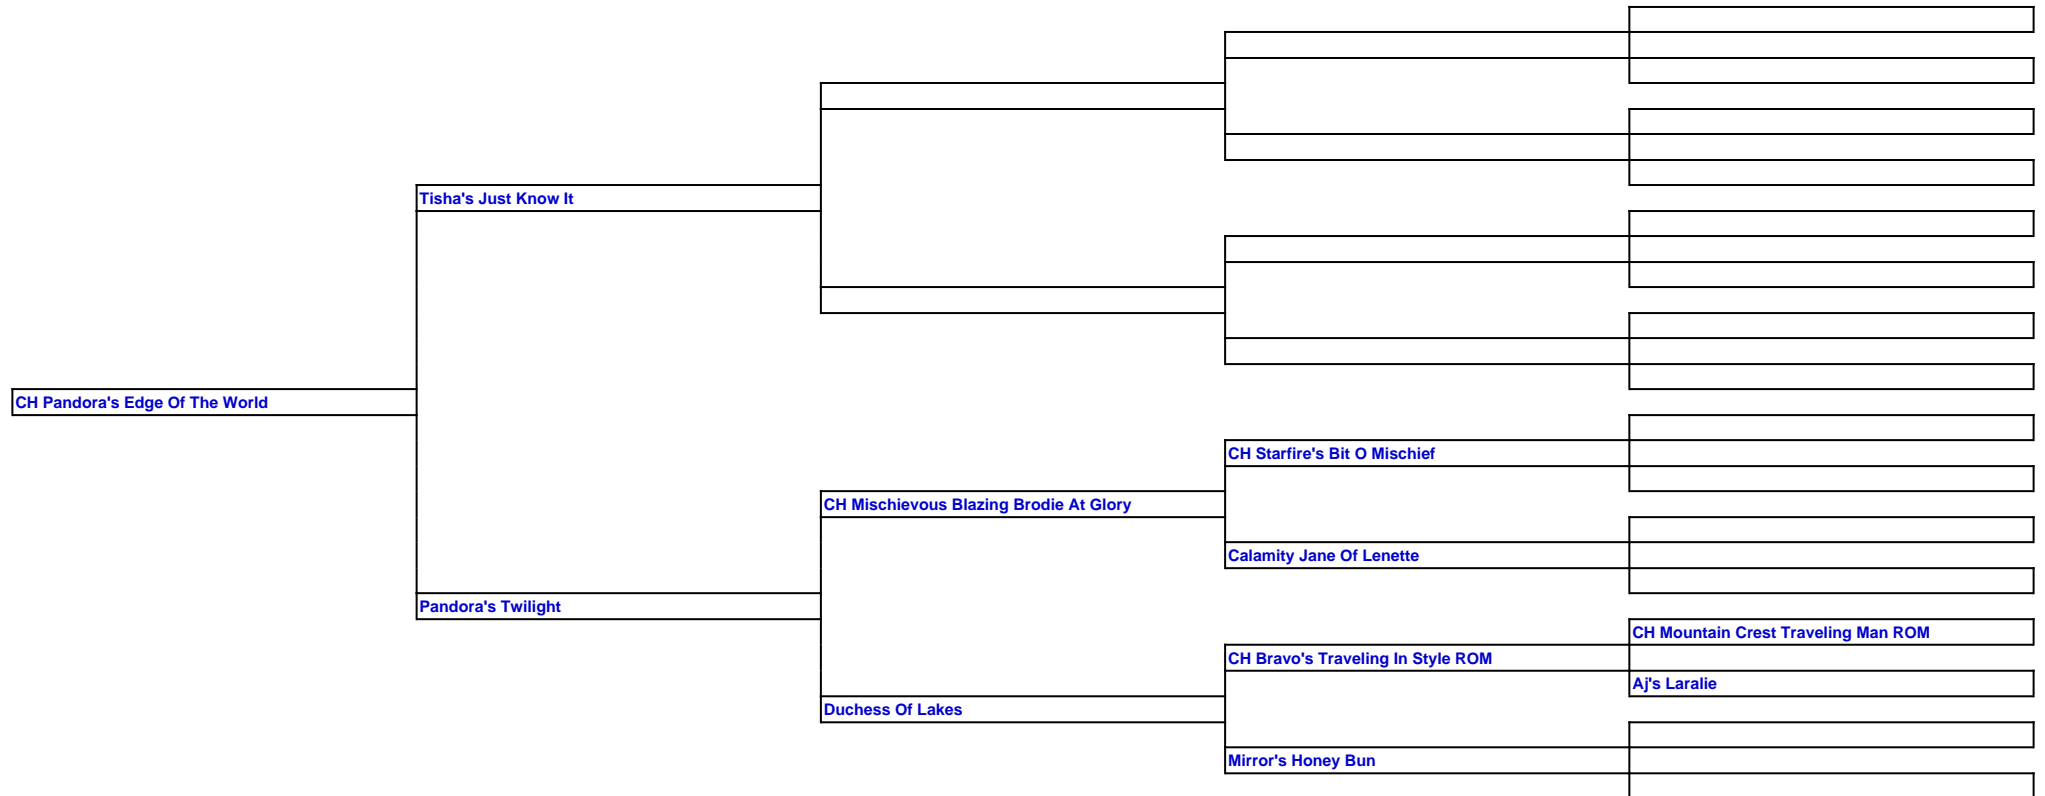 Tisha's Just Know It
CH Pandora's Edge Of The World
CH Starfire's Bit O Mischief
CH Mischievous Blazing Brodie At Glory
Calamity Jane Of Lenette
Pandora's Twilight
CH Mountain Crest Traveling Man ROM
CH Bravo's Traveling In Style ROM
Aj's Laralie
Duchess Of Lakes
Mirror's Honey Bun